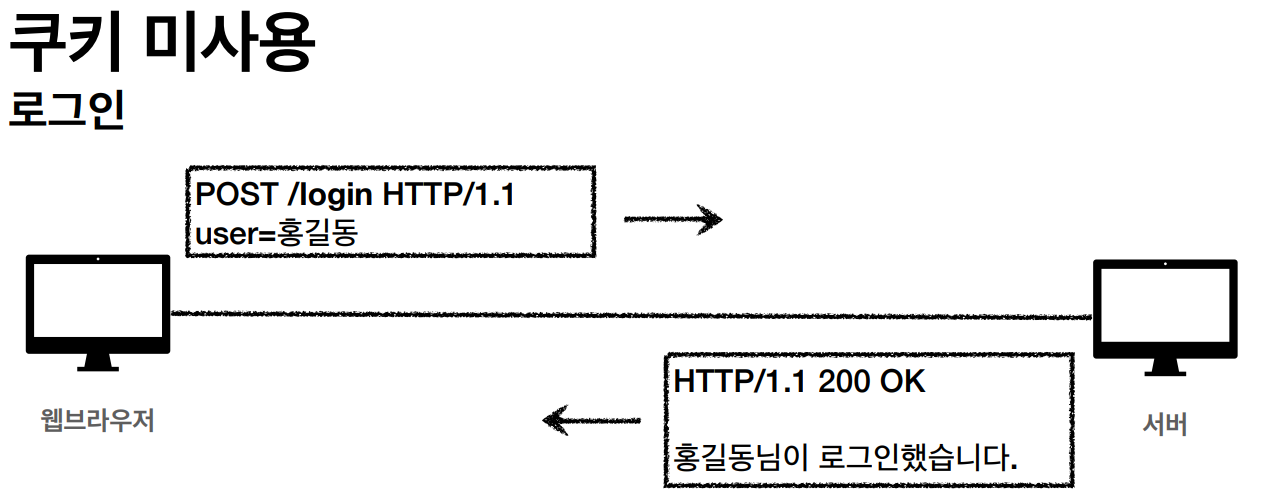 쿠키 미사용
로그인
POST /login HTTP/1.1
user=홍길동
웹브라우저
HTTP/1.1 200 OK
홍길동님이 로그인했습니다.
서버